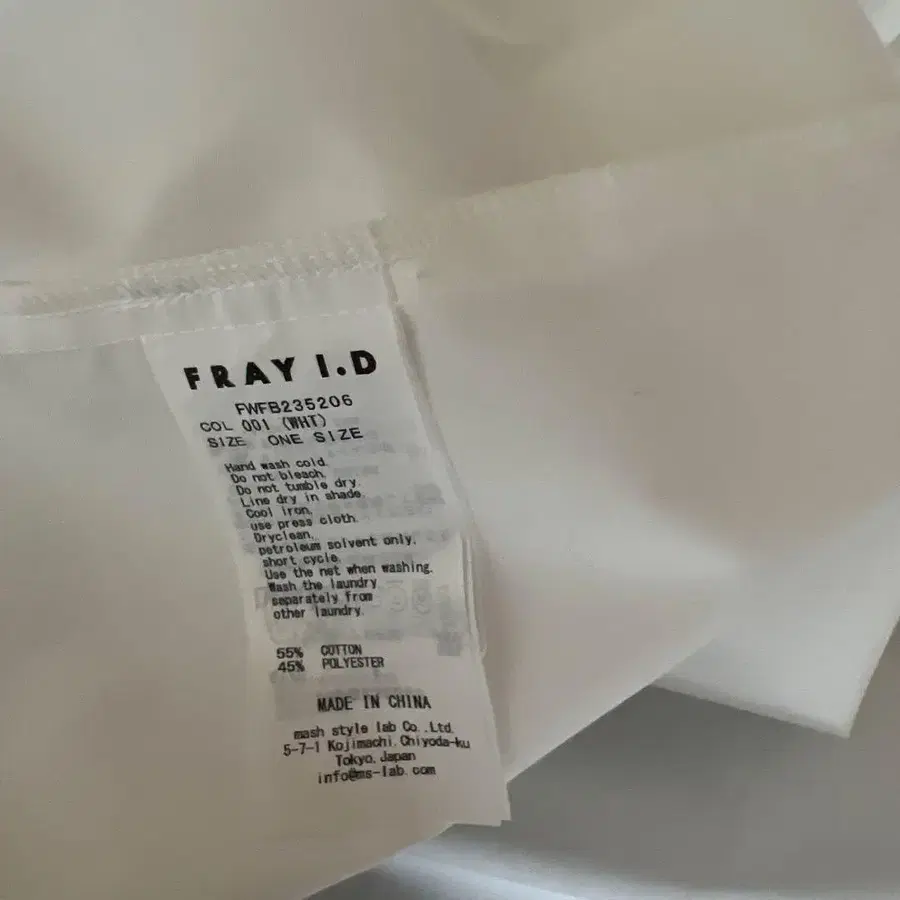 FRAY I.D
FWFB235206
COL 001 (WHT)
SIZE ONE SIZE
Hand wash cold.
Do not bleach.
Do not tumble dry.
Line dry in shade.
Cool iron,
use press cloth.
Dryclean,
petroleum solvent only,
short cycle.
Use the net when washing.
Wash the laundry
separately from
other laundry.
55% COTTON
45% POLYESTER
MADE IN CHINA
mash style lab Co.,Ltd.
5-7-1 Kojimachi,Chiyoda-ku
Tokyo,Japan
info@ms-lab.com